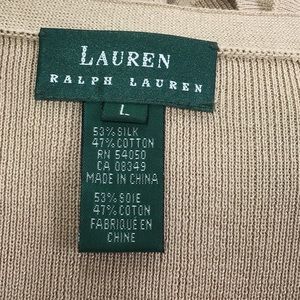 LAUREN
RALPH LAUREN
L
53% SILK
47% COTTON
RN 54050
CA 08349
MADE IN CHINA
53% SOIE
47% COTON
FABRIQUÉ EN
CHINE